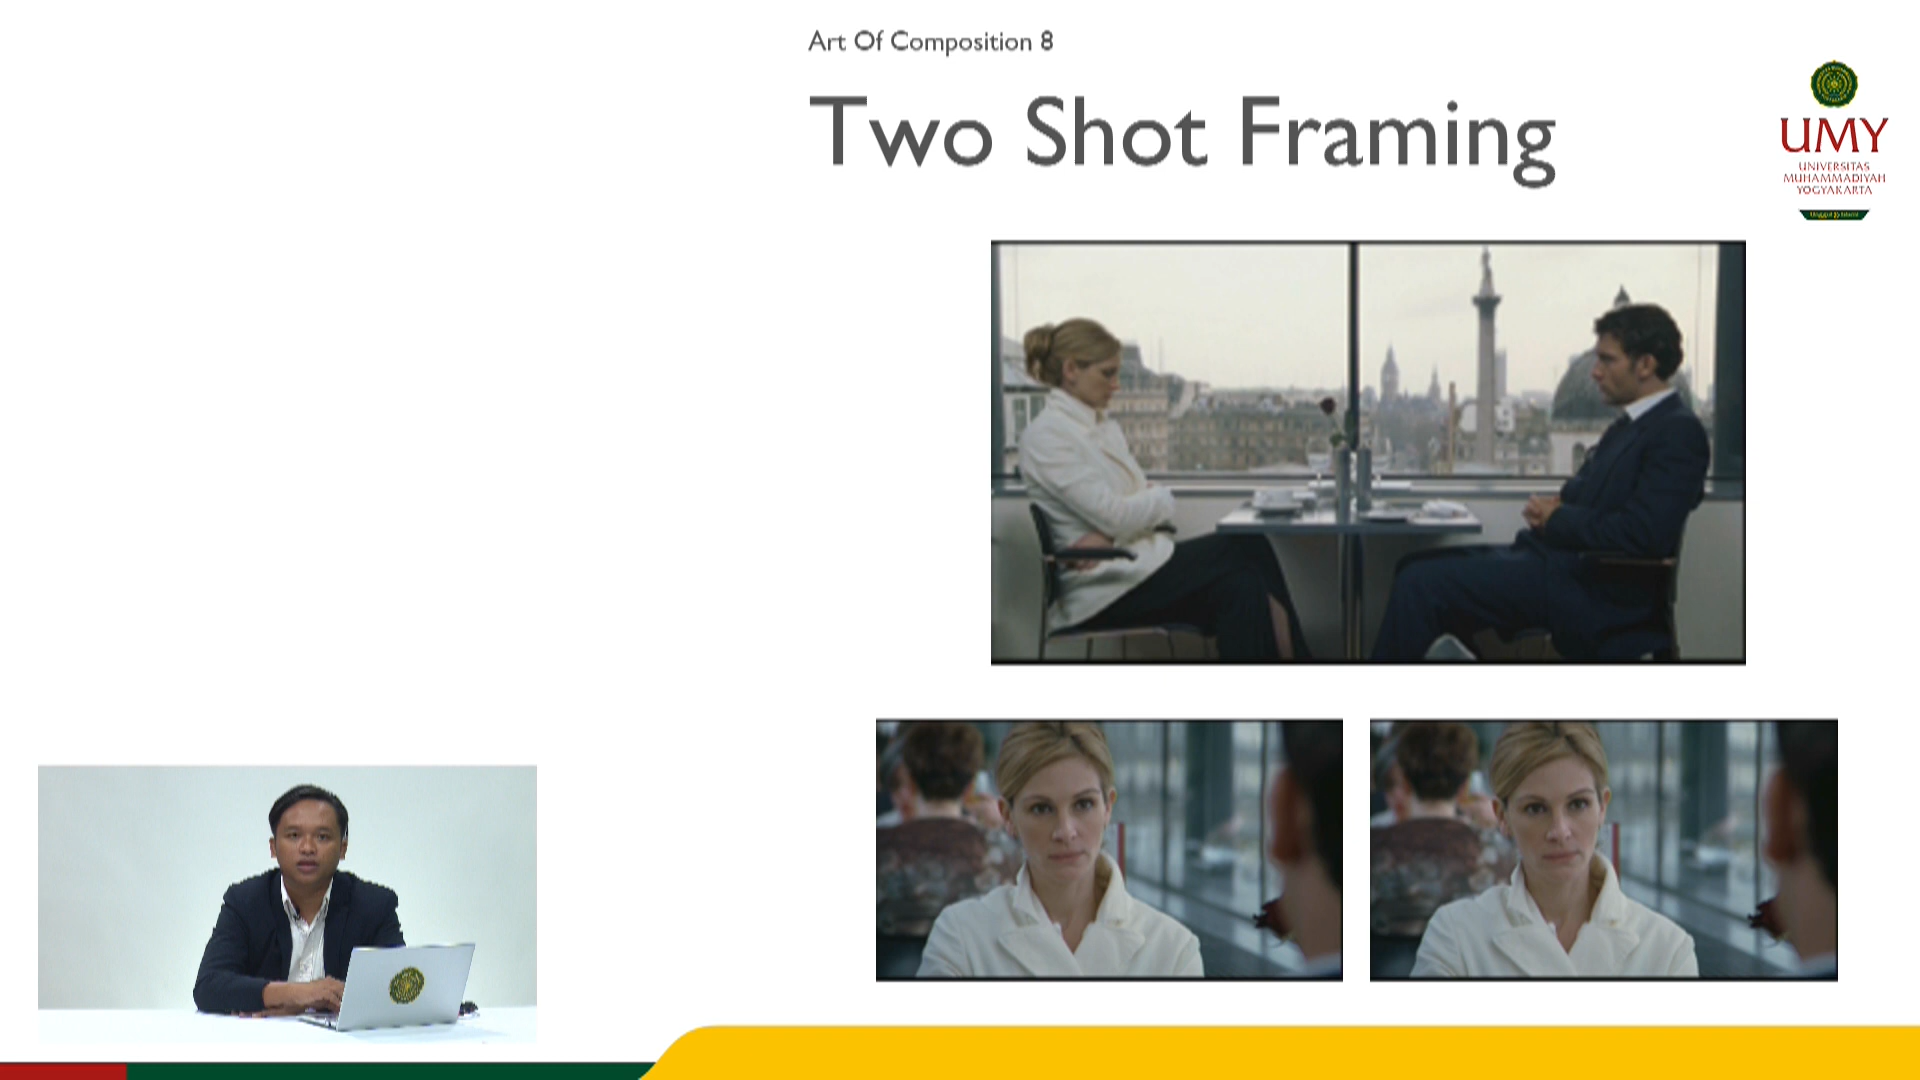 Art Of Composition 8
Two Shot Framing
UMY
UNIVERSITAS
MUHAMMADIYAH
YOGYAKARTA